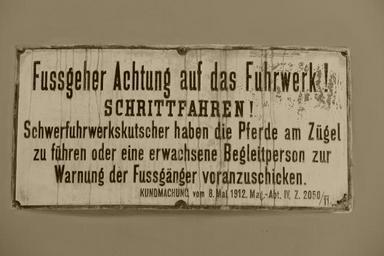 Fussgeher Achtung auf das Fuhrwerk!
SCHRITTFAHREN!
Schwerfuhrwerkskutscher haben die Pferde am Zügel
zu führen oder eine erwachsene Begleitperson zur
Warnung der Fussgänger voranzuschicken.
KUNDMACHUNG vom 8. Mai 1912. Mag.-Abt. IV. Z. 2050/